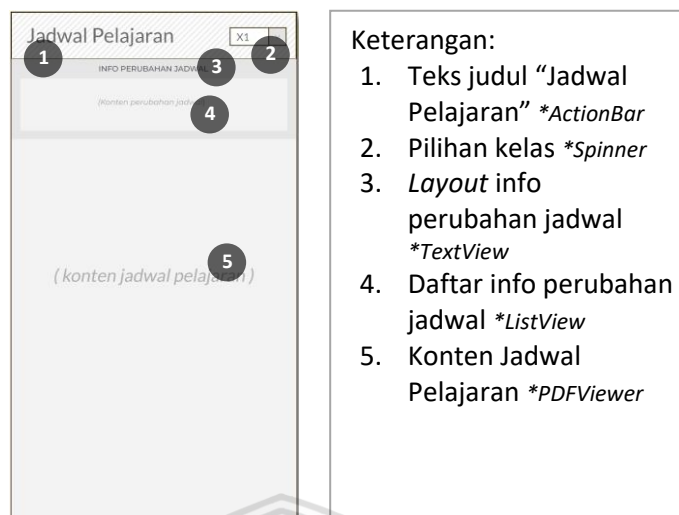 Jadwal Pelajaran X1
1 2
INFO PERUBAHAN JADWAL 3
(Konten perubahan jadwal)
4
5
( konten jadwal pelajaran )
Keterangan:
1. Teks judul “Jadwal
Pelajaran” *ActionBar
2. Pilihan kelas *Spinner
3. Layout info
perubahan jadwal
*TextView
4. Daftar info perubahan
jadwal *ListView
5. Konten Jadwal
Pelajaran *PDFViewer